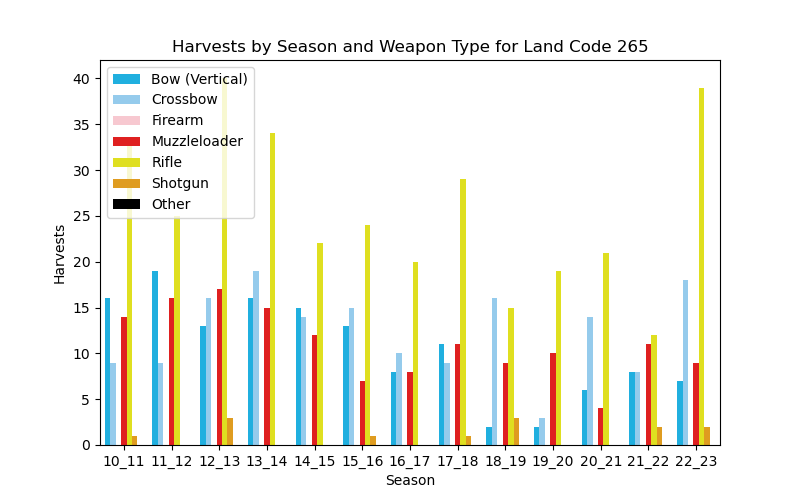 Harvests by Season and Weapon Type for Land Code 265
Bow (Vertical)
Crossbow
Firearm
Muzzleloader
Rifle
Shotgun
Other
Harvests
40
35
30
25
20
15
10
5
0
10_11 11_12 12_13 13_14 14_15 15_16 16_17 17_18 18_19 19_20 20_21 21_22 22_23
Season